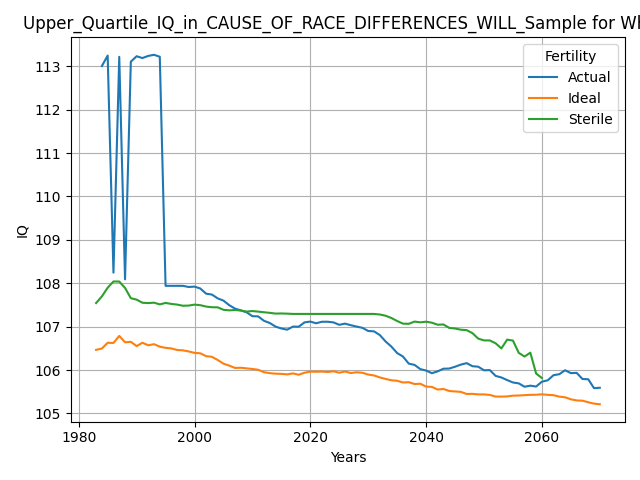 Upper_Quartile_IQ_in_CAUSE_OF_RACE_DIFFERENCES_WILL_Sample for Wh
Fertility
Actual
Ideal
Sterile
113
112
111
110
109
108
107
106
105
IQ
1980
2000
2020
2040
2060
Years